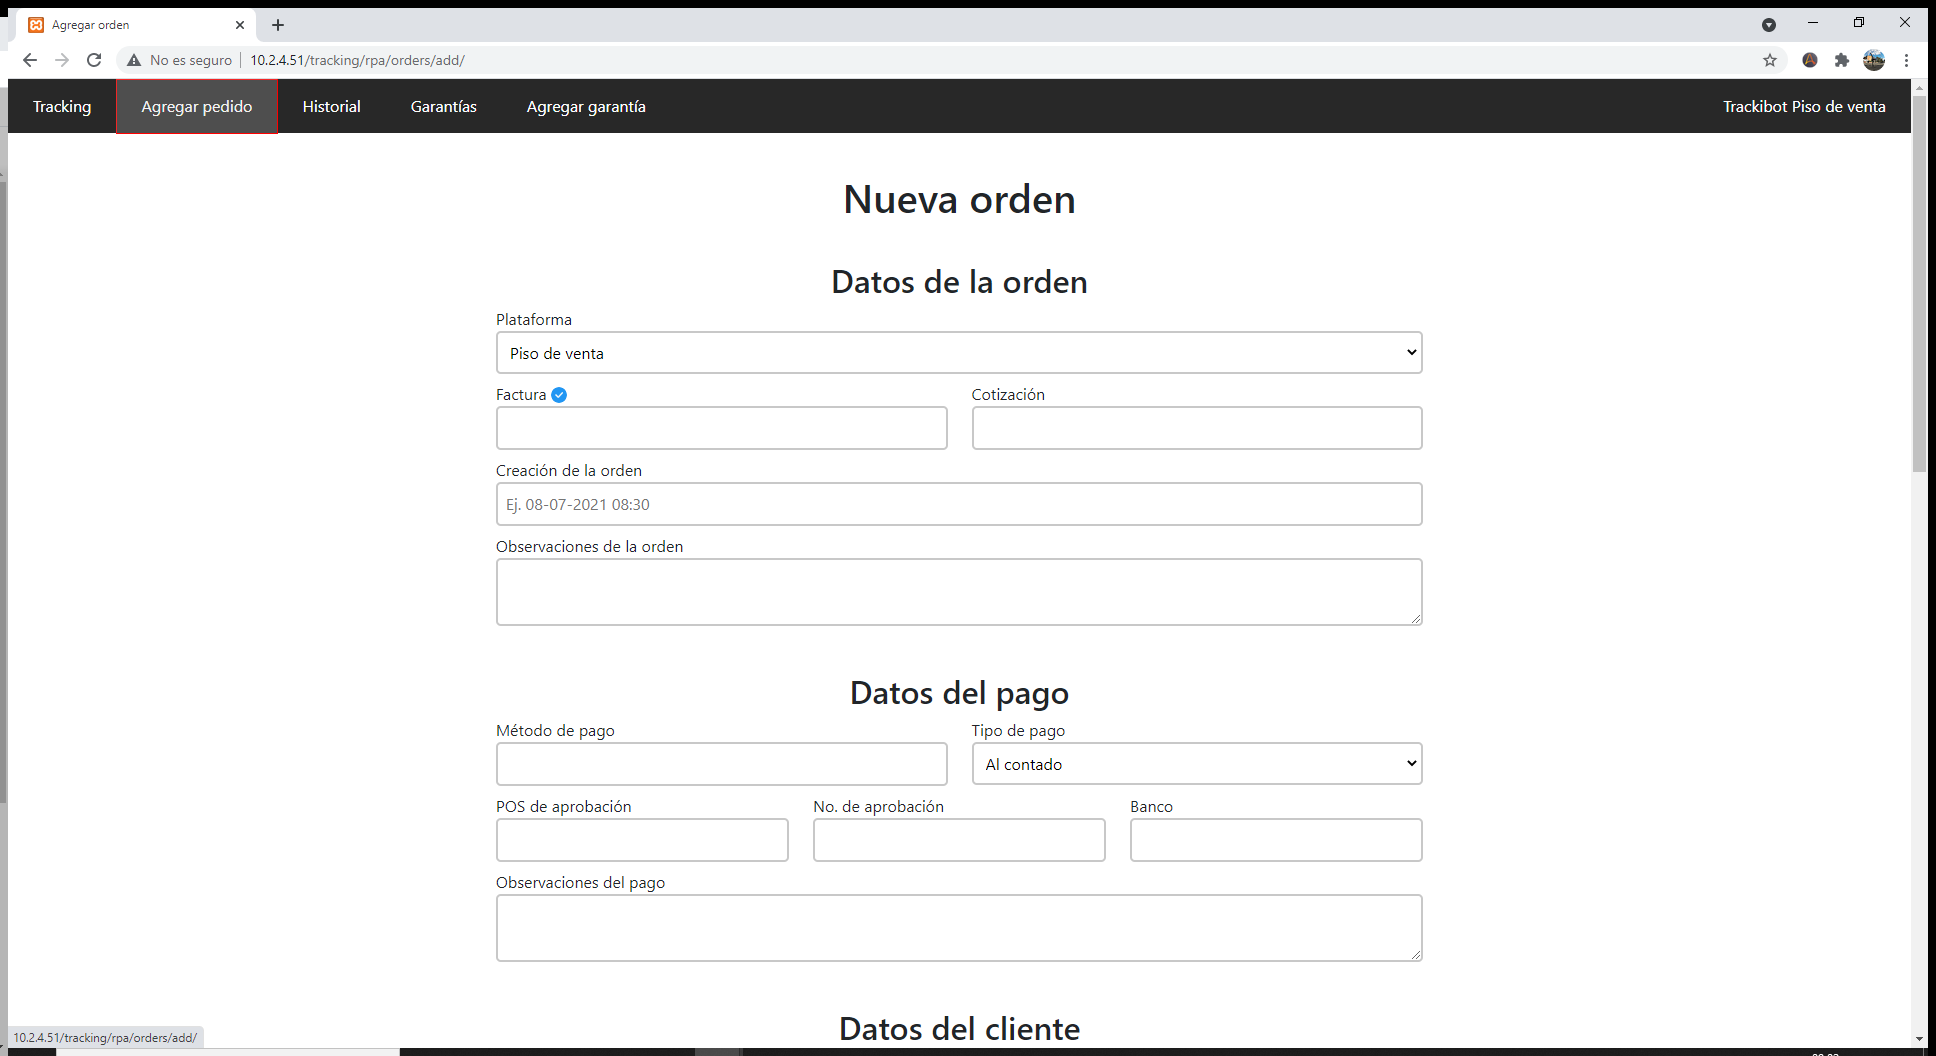 Agregar orden
No es seguro
10.2.4.51/tracking/rpa/orders/add/
Tracking
Agregar pedido
Historial
Garantías
Agregar garantía
Trackibot Piso de venta
Nueva orden
Datos de la orden
Plataforma
Piso de venta
Factura
Cotización
Creación de la orden
Ej. 08-07-2021 08:30
Observaciones de la orden
Datos del pago
Método de pago
Tipo de pago
Al contado
POS de aprobación
No. de aprobación
Banco
Observaciones del pago
Datos del cliente
10.2.4.51/tracking/rpa/orders/add/